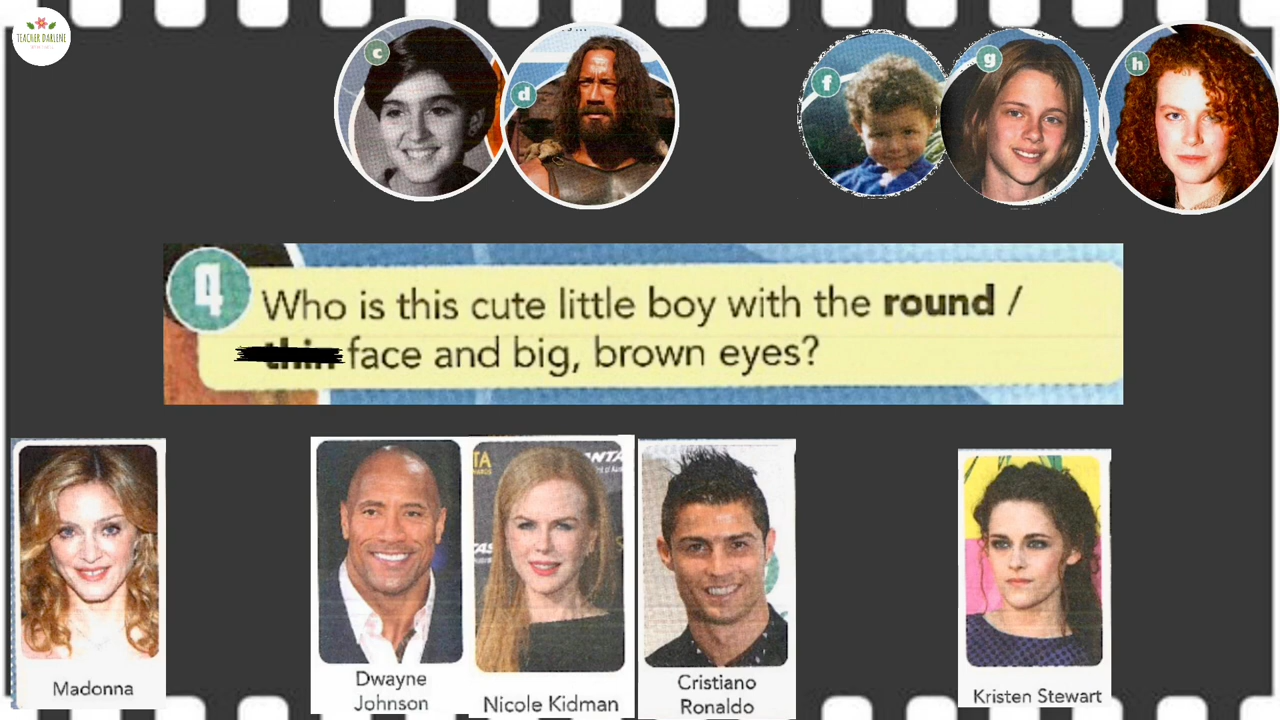 TEACHER DARLENE
c
d
f
g
h
4
Who is this cute little boy with the round /
thin face and big, brown eyes?
Madonna
Dwayne
Johnson
Nicole Kidman
Cristiano
Ronaldo
Kristen Stewart